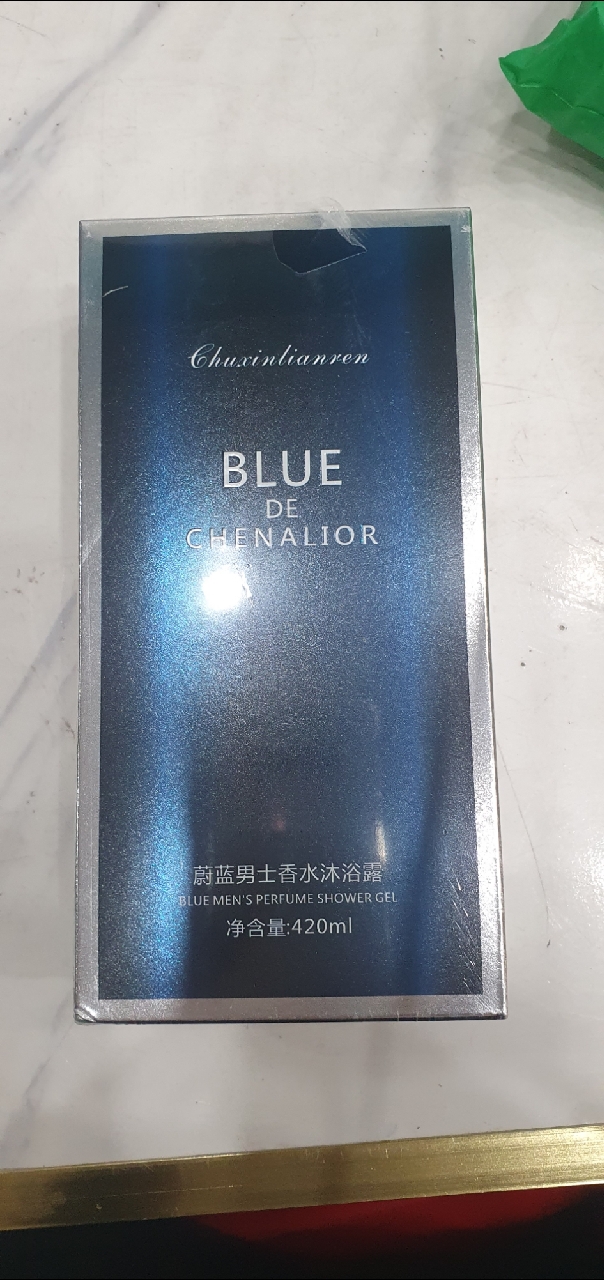 Chuxinlianren
BLUE
DE
CHENALIOR
蔚蓝男士香水沐浴露
BLUE MEN'S PERFUME SHOWER GEL
净含量:420ml